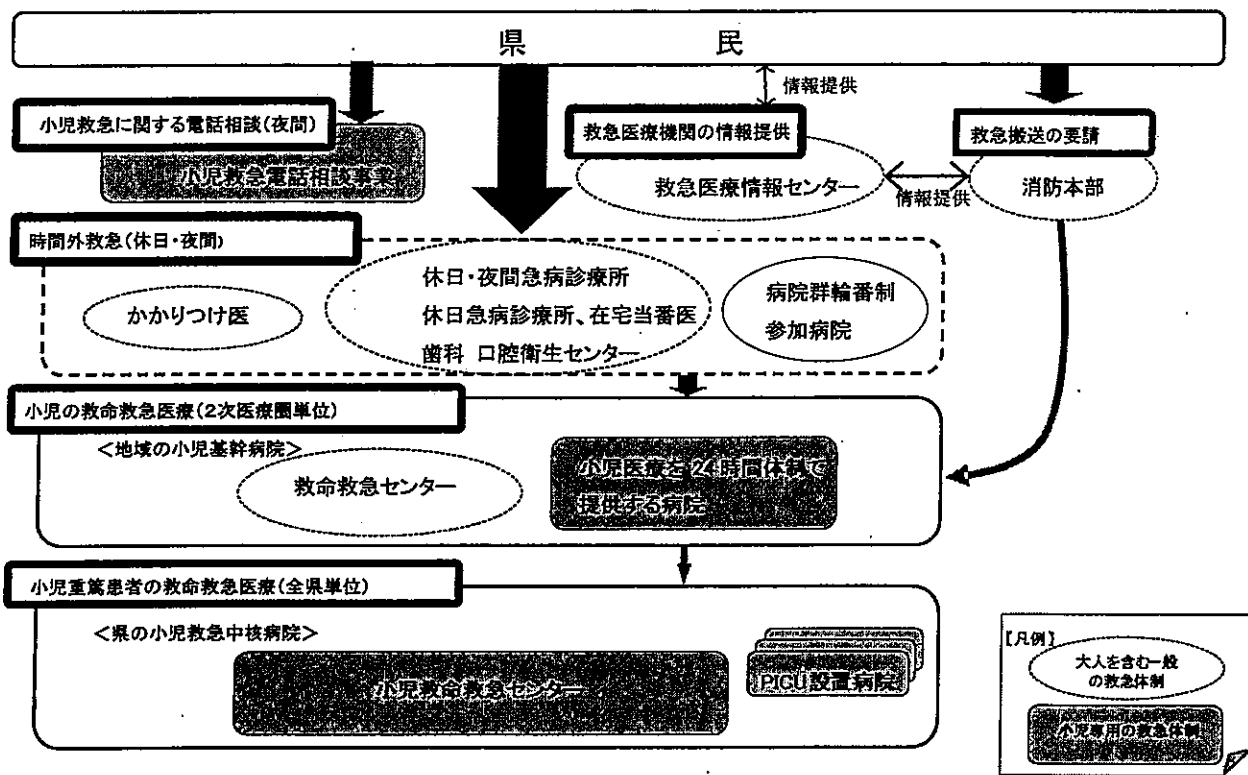 県 民
情報提供
小児救急に関する電話相談(夜間)
小児救急電話相談事業
救急医療機関の情報提供
救急医療情報センター
情報提供
救急搬送の要請
消防本部
時間外救急(休日・夜間)
かかりつけ医
休日・夜間急病診療所
休日急病診療所、在宅当番医
歯科 口腔衛生センター
病院群輪番制
参加病院
小児の救命救急医療(2次医療圏単位)
<地域の小児基幹病院>
救命救急センター
小児医療を24時間体制で
提供する病院
小児重篤患者の救命救急医療(全県単位)
<県の小児救急中核病院>
小児救命救急センター
PICU設置病院
【凡例】
大人を含む一般
の救急体制
小児専用の救急体制